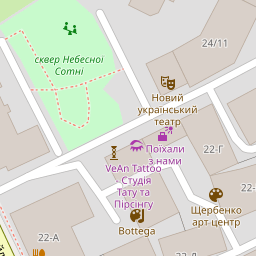 24/11
сквер Небесної
Сотні
Новий
український
театр
Поїхали
з нами
22-Г
VeAn Tattoo
Студія
Тату та
Пірсінгу
Щербенко
арт центр
Bottega
22-А
22-Д